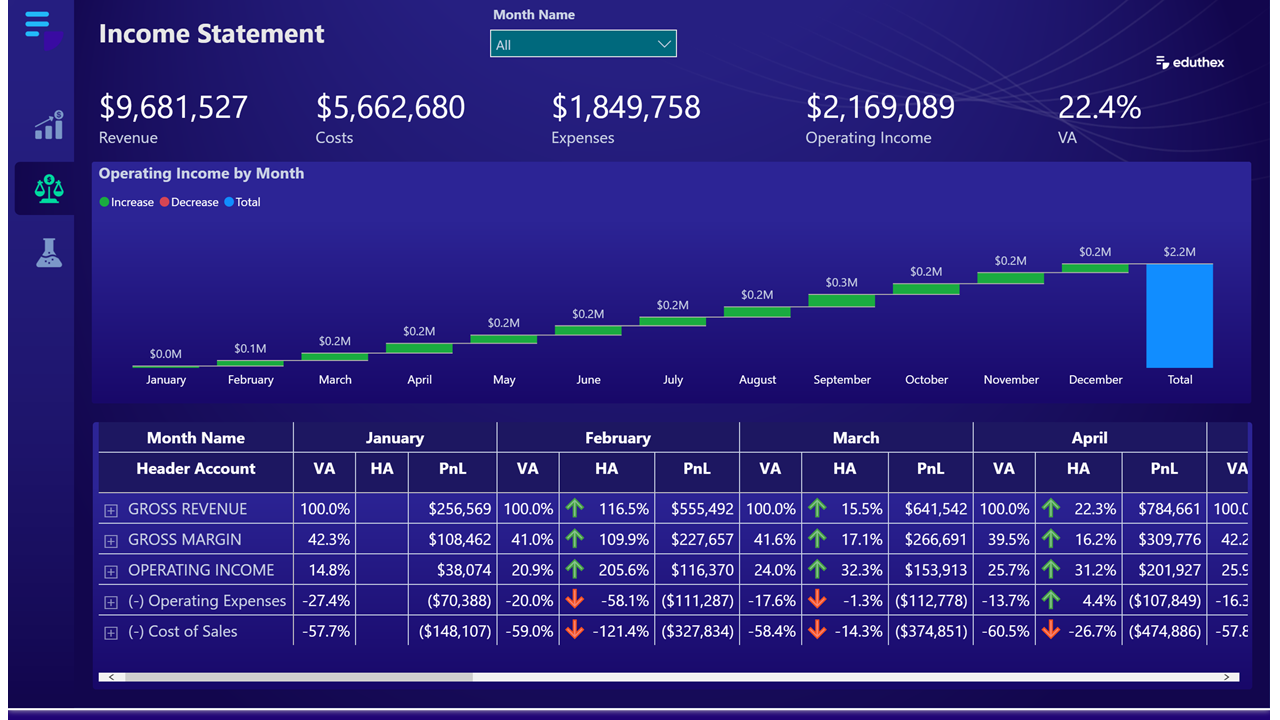 Income Statement
Month Name
All
eduthex
$9,681,527 $5,662,680 $1,849,758 $2,169,089 22.4%
Revenue Costs Expenses Operating Income VA
Operating Income by Month
Increase Decrease Total
$0.0M $0.1M $0.2M $0.2M $0.2M $0.2M $0.2M $0.2M $0.3M $0.2M $0.2M $0.2M $2.2M
January February March April May June July August September October November December Total
Month Name January February March April
Header Account VA HA PnL VA HA PnL VA HA PnL VA HA PnL VA
GROSS REVENUE 100.0% $256,569 100.0% 116.5% $555,492 100.0% 15.5% $641,542 100.0% 22.3% $784,661 100.0
GROSS MARGIN 42.3% $108,462 41.0% 109.9% $227,657 41.6% 17.1% $266,691 39.5% 16.2% $309,776 42.2
OPERATING INCOME 14.8% $38,074 20.9% 205.6% $116,370 24.0% 32.3% $153,913 25.7% 31.2% $201,927 25.9
(-) Operating Expenses -27.4% ($70,388) -20.0% -58.1% ($111,287) -17.6% -1.3% ($112,778) -13.7% 4.4% ($107,849) -16.3
(-) Cost of Sales -57.7% ($148,107) -59.0% -121.4% ($327,834) -58.4% -14.3% ($374,851) -60.5% -26.7% ($474,886) -57.8